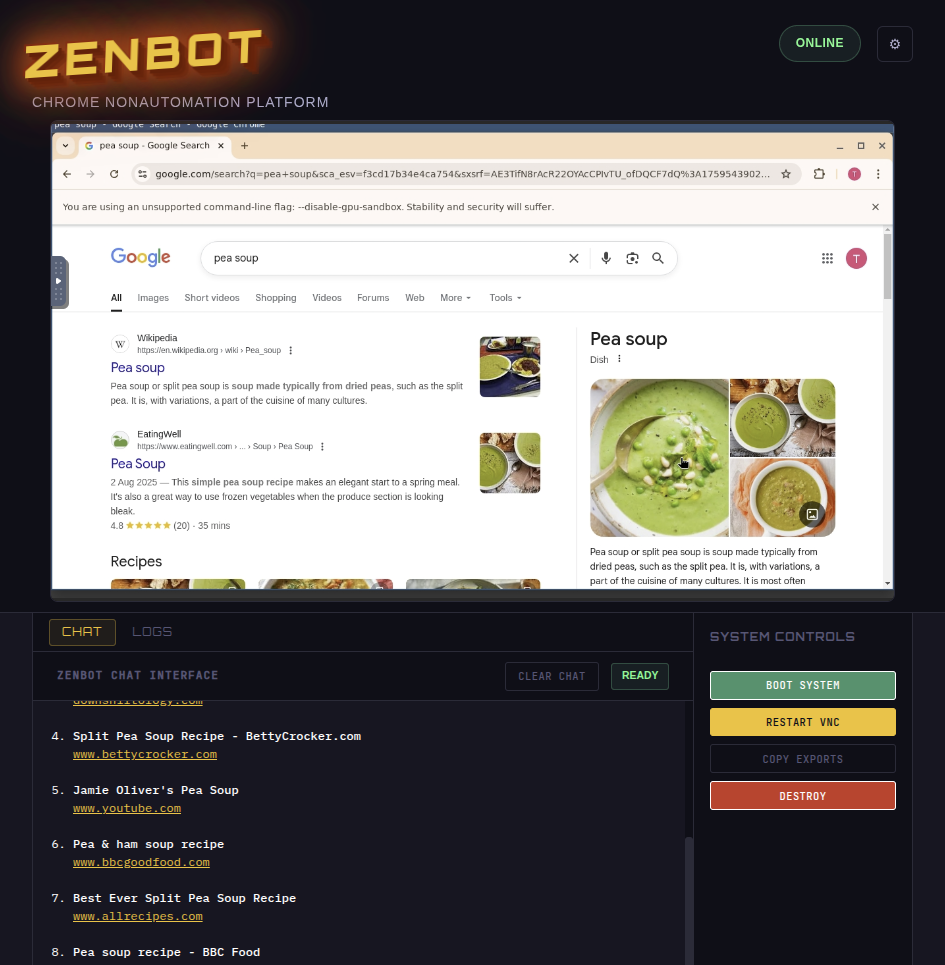 ZENBOT
ONLINE
CHROME NONAUTOMATION PLATFORM
pea soup - Google Search - Google Chrome
pea soup - Google Search
google.com/search?q=pea+soup&sca_esv=f3cd17b34e4ca754&sxsrf=AE3TifN8rAcR22OYAcCPIvTU_ofDQCF7dQ%3A1759543902...
T
You are using an unsupported command-line flag: --disable-gpu-sandbox. Stability and security will suffer.
Google
pea soup
T
All Images Short videos Shopping Videos Forums Web More Tools
W
Wikipedia
https://en.wikipedia.org › wiki › Pea_soup
Pea soup
Pea soup or split pea soup is soup made typically from dried peas, such as the split
pea. It is, with variations, a part of the cuisine of many cultures.
EatingWell
https://www.eatingwell.com › ... › Soup › Pea Soup
Pea Soup
2 Aug 2025 — This simple pea soup recipe makes an elegant start to a spring meal.
It's also a great way to use frozen vegetables when the produce section is looking
bleak.
4.8 ★★★★★ (20) · 35 mins
Recipes
Pea soup
Dish
Pea soup or split pea soup is soup made typically from
dried peas, such as the split pea. It is, with variations, a
part of the cuisine of many cultures. It is most often
CHAT LOGS
ZENBOT CHAT INTERFACE
CLEAR CHAT
READY
downshiftology.com
4. Split Pea Soup Recipe - BettyCrocker.com
www.bettycrocker.com
5. Jamie Oliver's Pea Soup
www.youtube.com
6. Pea & ham soup recipe
www.bbcgoodfood.com
7. Best Ever Split Pea Soup Recipe
www.allrecipes.com
8. Pea soup recipe - BBC Food
SYSTEM CONTROLS
BOOT SYSTEM
RESTART VNC
COPY EXPORTS
DESTROY